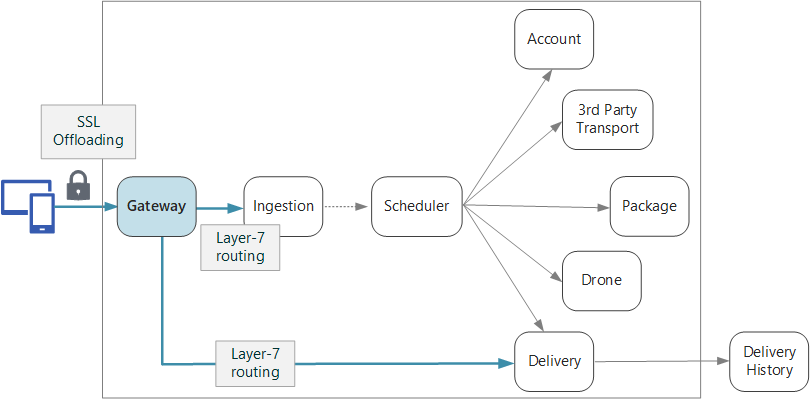 Account
3rd Party
Transport
SSL
Offloading
Gateway
Ingestion
Scheduler
Package
Layer-7
routing
Drone
Layer-7
routing
Delivery
Delivery
History